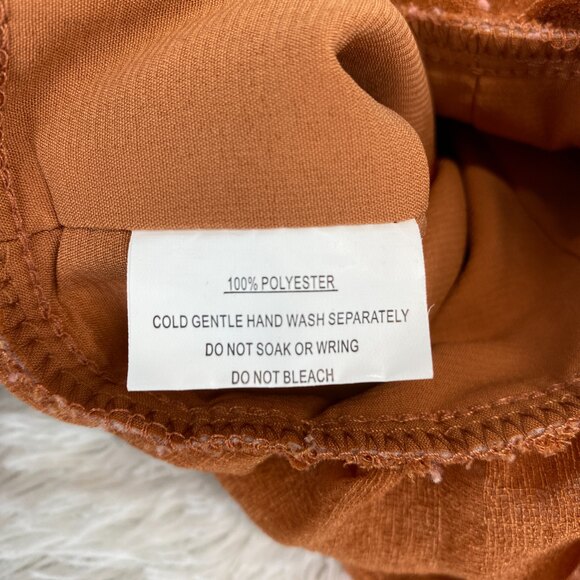 100% POLYESTER
COLD GENTLE HAND WASH SEPARATELY
DO NOT SOAK OR WRING
DO NOT BLEACH